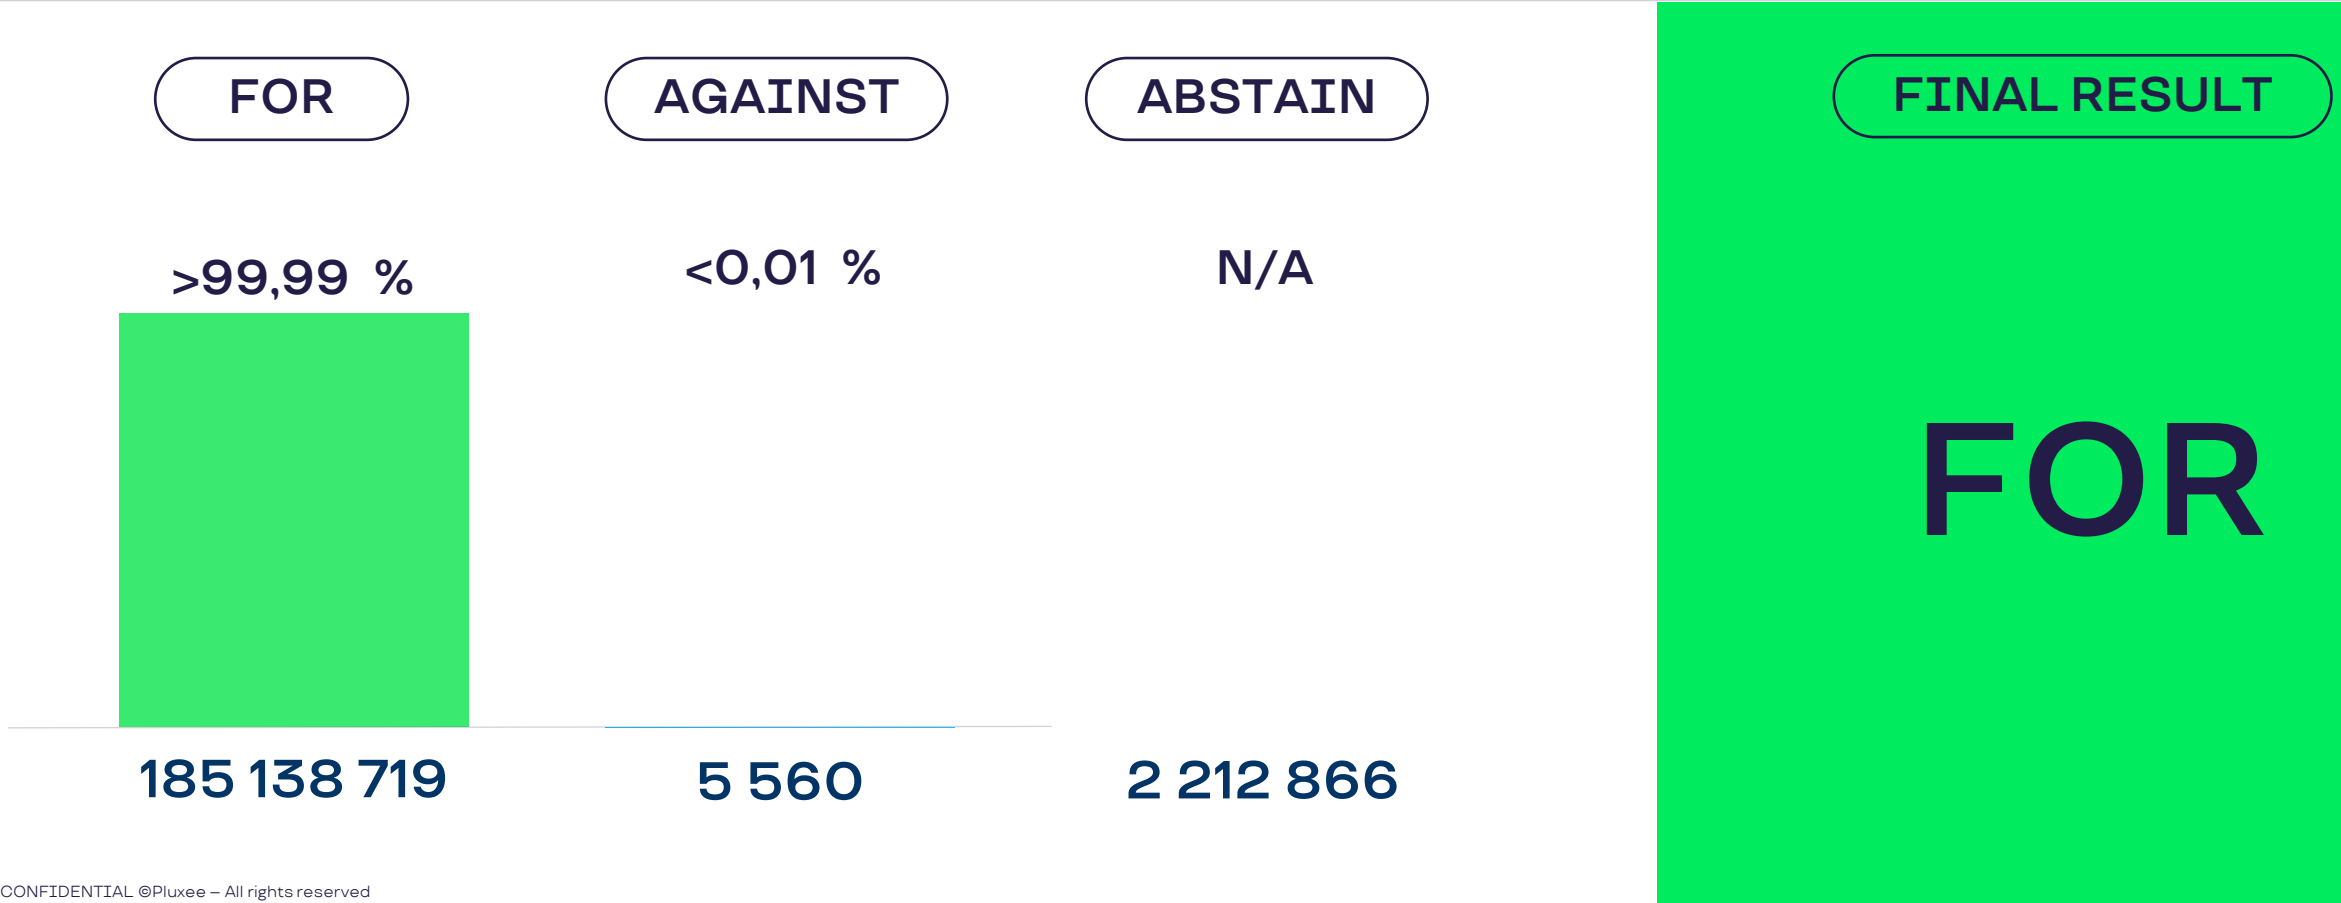 FOR AGAINST ABSTAIN FINAL RESULT
>99,99 % <0,01 % N/A
FOR
185 138 719 5 560 2 212 866
CONFIDENTIAL ©Pluxee – All rights reserved